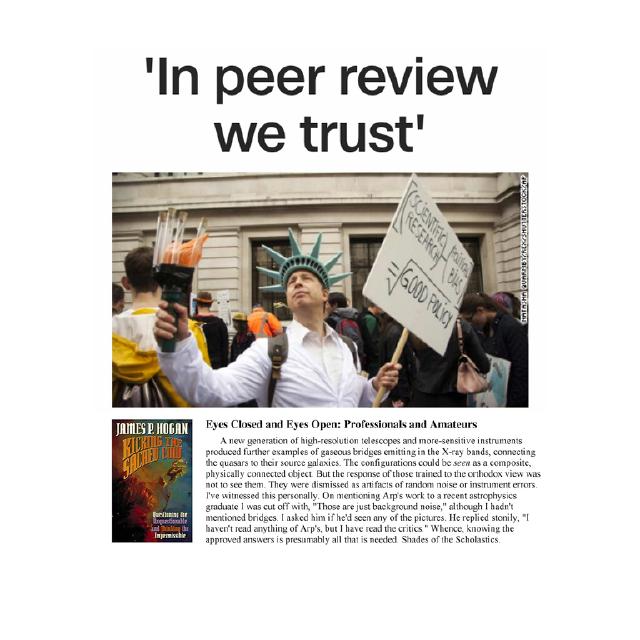 'In peer review
we trust'
SCIENTIFIC
RESEARCH
POLITICAL
BIAS
GOOD POLICY
NATASHA QUARMBY/REX/SHUTTERSTOCK/AP
JAMES P. HOGAN
KICKING THE
SACRED COW
Questioning the
Unquestionable
and Thinking the
Impermissible
Eyes Closed and Eyes Open: Professionals and Amateurs
A new generation of high-resolution telescopes and more-sensitive instruments
produced further examples of gaseous bridges emitting in the X-ray bands, connecting
the quasars to their source galaxies. The configurations could be seen as a composite,
physically connected object. But the response of those trained to the orthodox view was
not to see them. They were dismissed as artifacts of random noise or instrument errors.
I've witnessed this personally. On mentioning Arp's work to a recent astrophysics
graduate I was cut off with, "Those are just background noise," although I hadn't
mentioned bridges. I asked him if he'd seen any of the pictures. He replied stonily, "I
haven't read anything of Arp's, but I have read the critics." Whence, knowing the
approved answers is presumably all that is needed. Shades of the Scholastics.